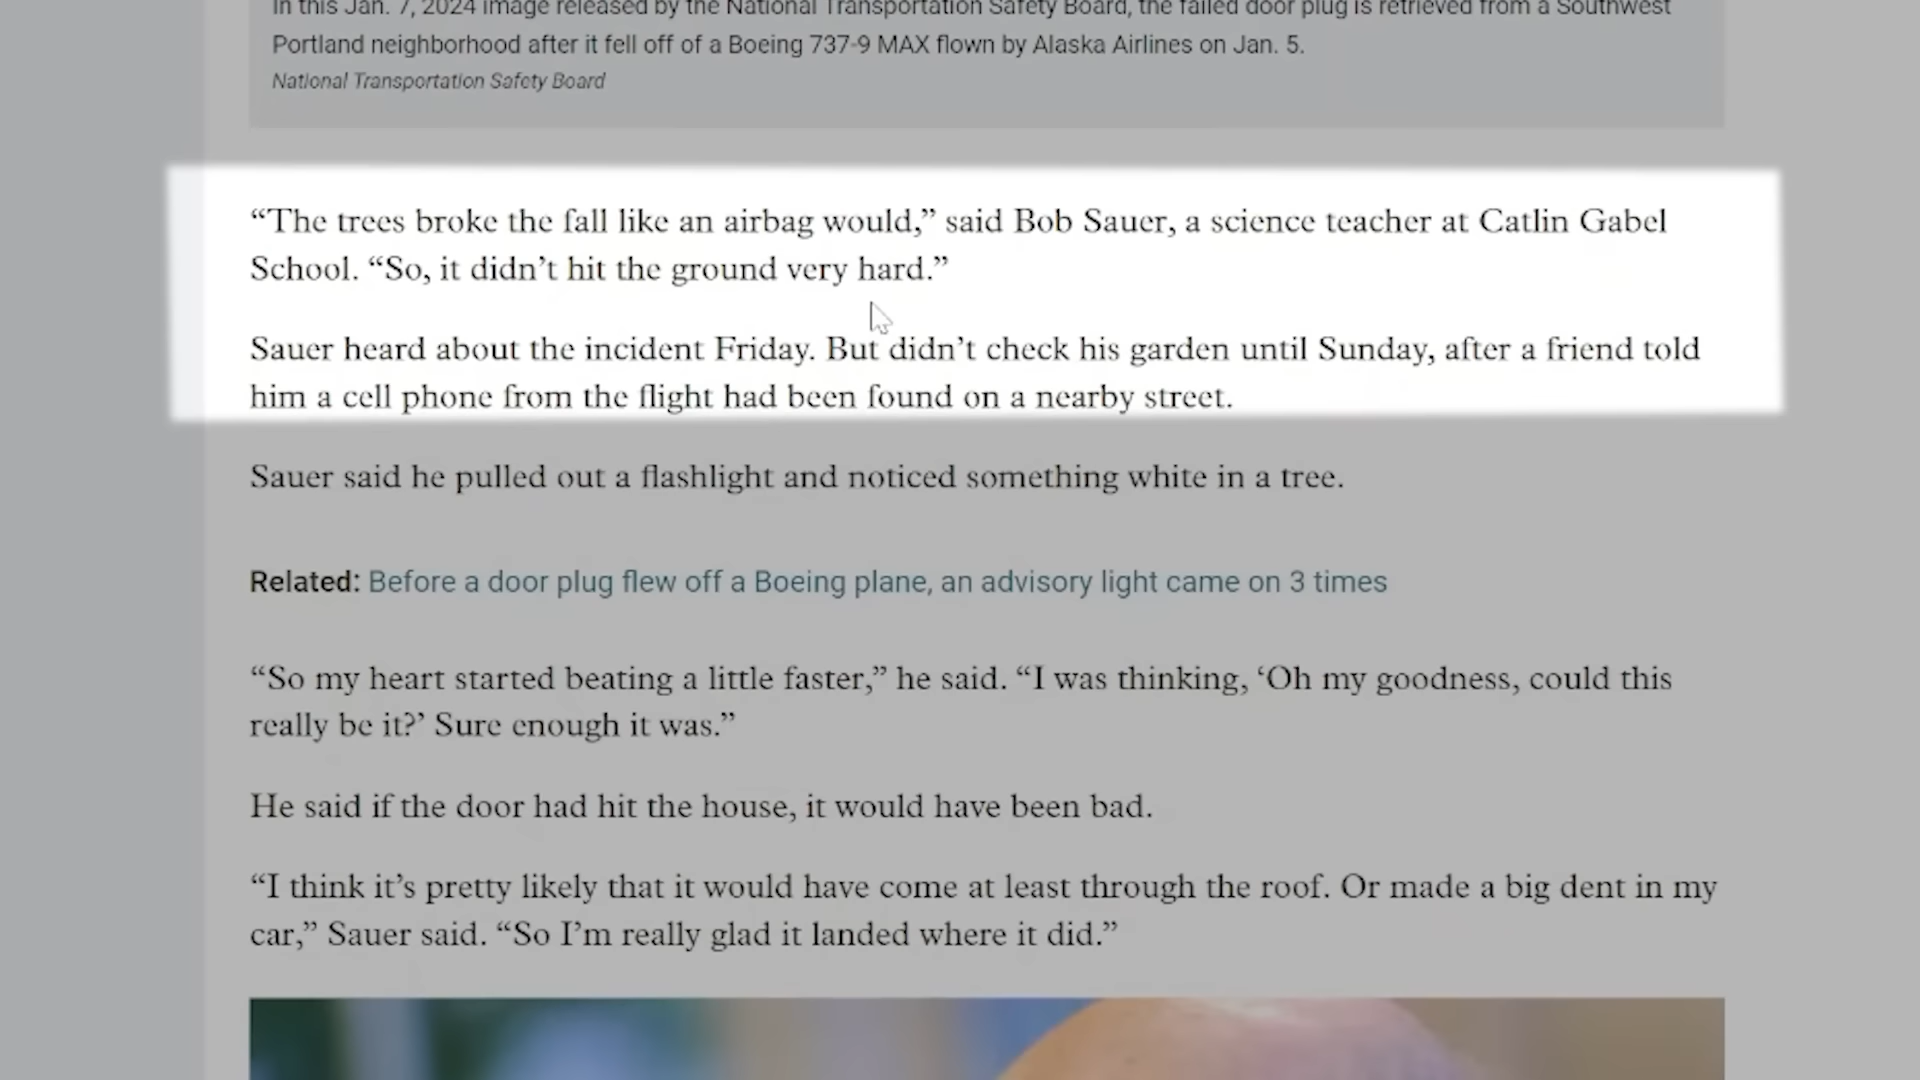 In this Jan. 7, 2024 image released by the National Transportation Safety Board, the failed door plug is retrieved from a Southwest
Portland neighborhood after it fell off of a Boeing 737-9 MAX flown by Alaska Airlines on Jan. 5.
National Transportation Safety Board
“The trees broke the fall like an airbag would,” said Bob Sauer, a science teacher at Catlin Gabel
School. “So, it didn’t hit the ground very hard.”
Sauer heard about the incident Friday. But didn’t check his garden until Sunday, after a friend told
him a cell phone from the flight had been found on a nearby street.
Sauer said he pulled out a flashlight and noticed something white in a tree.
Related: Before a door plug flew off a Boeing plane, an advisory light came on 3 times
“So my heart started beating a little faster,” he said. “I was thinking, ‘Oh my goodness, could this
really be it?’ Sure enough it was.”
He said if the door had hit the house, it would have been bad.
“I think it’s pretty likely that it would have come at least through the roof. Or made a big dent in my
car,” Sauer said. “So I’m really glad it landed where it did.”